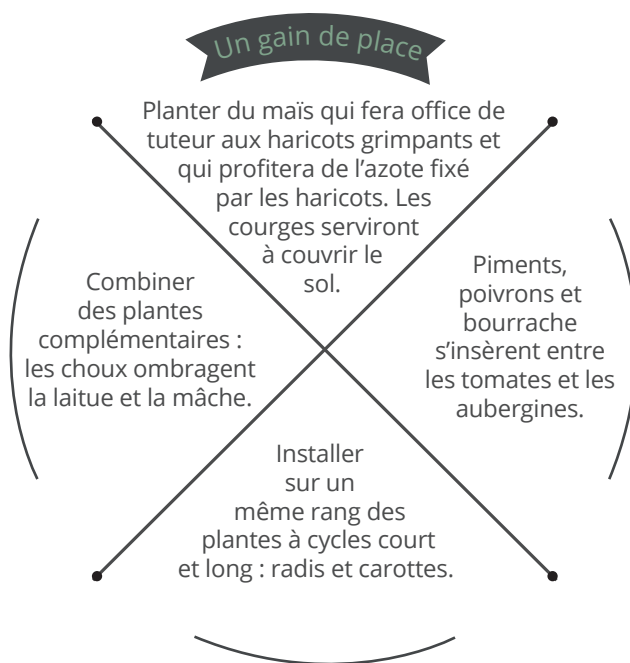 Un gain de place
Planter du maïs qui fera office de
tuteur aux haricots grimpants et
qui profitera de l’azote fixé
par les haricots. Les
courges serviront
à couvrir le
sol.
Combiner
des plantes
complémentaires :
les choux ombragent
la laitue et la mâche.
Piments,
poivrons et
bourrache
s’insèrent entre
les tomates et les
aubergines.
Installer
sur un
même rang des
plantes à cycles court
et long : radis et carottes.